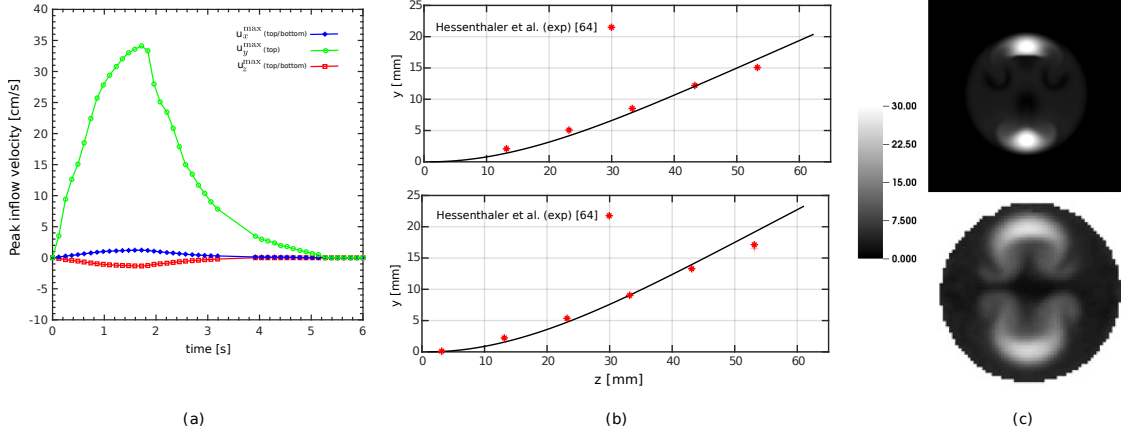 40
35
30
25
20
15
10
5
0
-5
-10
0 1 2 3 4 5 6
Peak inflow velocity [cm/s]
time [s]
u_x^max (top/bottom)
u_y^max (top)
u_z^max (top/bottom)
(a)
Hessenthaler et al. (exp) [64]
25
20
15
10
5
0
0 10 20 30 40 50 60
y [mm]
Hessenthaler et al. (exp) [64]
25
20
15
10
5
0
0 10 20 30 40 50 60
y [mm]
z [mm]
(b)
30.00
22.50
15.00
7.500
0.000
(c)